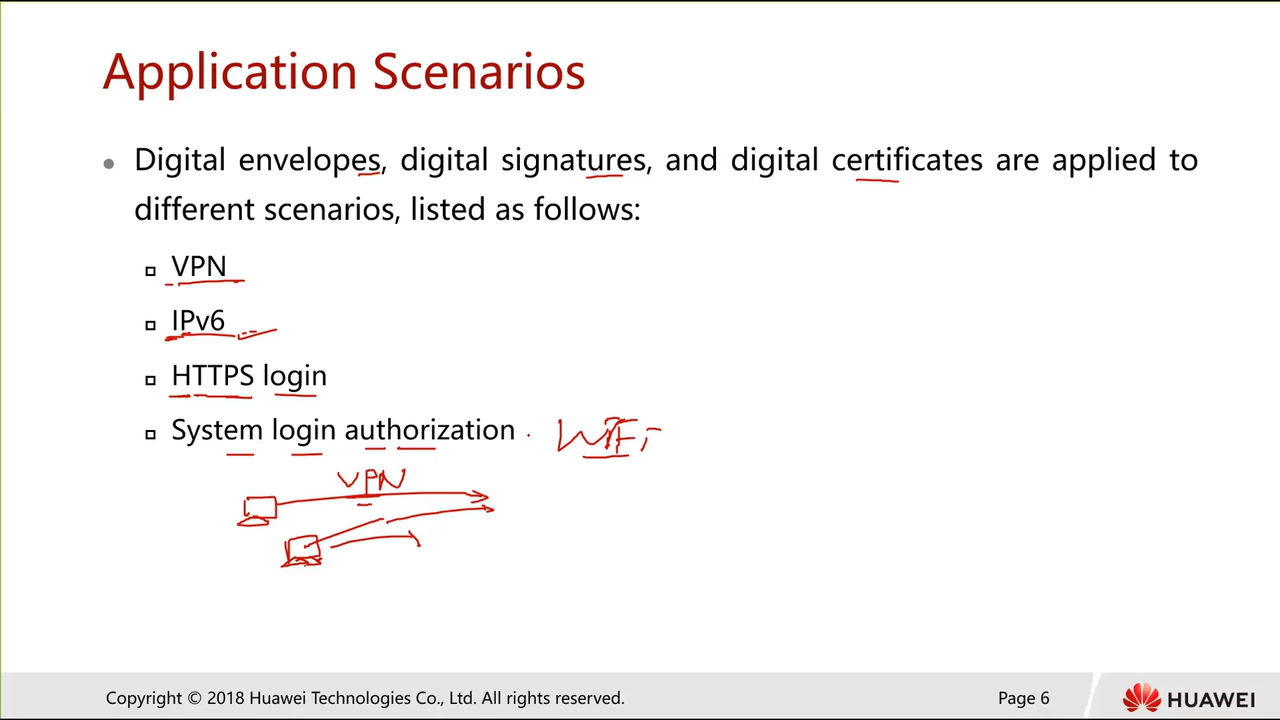 Application Scenarios
Digital envelopes, digital signatures, and digital certificates are applied to
different scenarios, listed as follows:
VPN
IPv6
HTTPS login
System login authorization
WiFi
VPN
Copyright © 2018 Huawei Technologies Co., Ltd. All rights reserved.
Page 6
HUAWEI